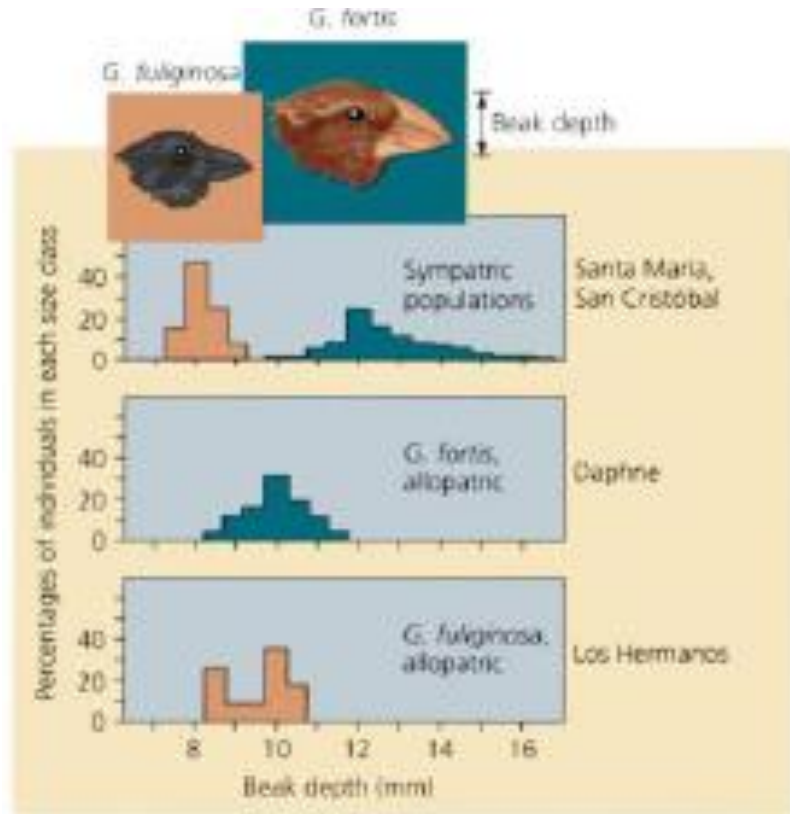 G. fortis
G. fuliginosa
Beak depth
Percentages of individuals in each size class
40
20
0
Sympatric
populations
Santa María,
San Cristóbal
40
20
0
G. fortis,
allopatric
Daphne
40
20
0
G. fuliginosa,
allopatric
Los Hermanos
8 10 12 14 16
Beak depth (mm)